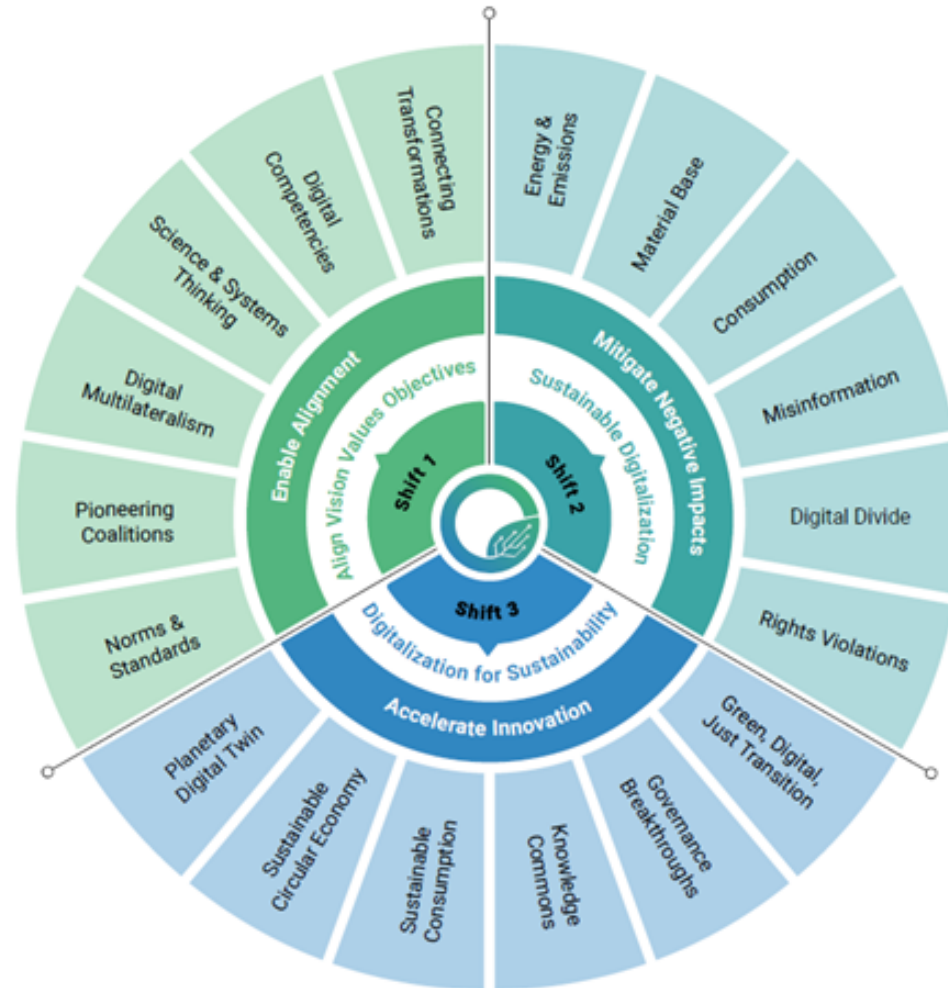 Connecting
Transformations
Digital
Competencies
Science & Systems
Thinking
Digital
Multilateralism
Pioneering
Coalitions
Norms &
Standards
Enable Alignment
Align Vision Values Objectives
Shift 1
Energy &
Emissions
Material Base
Consumption
Misinformation
Digital Divide
Rights Violations
Mitigate Negative Impacts
Sustainable Digitalization
Shift 2
Shift 3
Digitalization for Sustainability
Accelerate Innovation
Planetary
Digital Twin
Sustainable
Circular Economy
Sustainable
Consumption
Knowledge
Commons
Governance
Breakthroughs
Green, Digital,
Just Transition